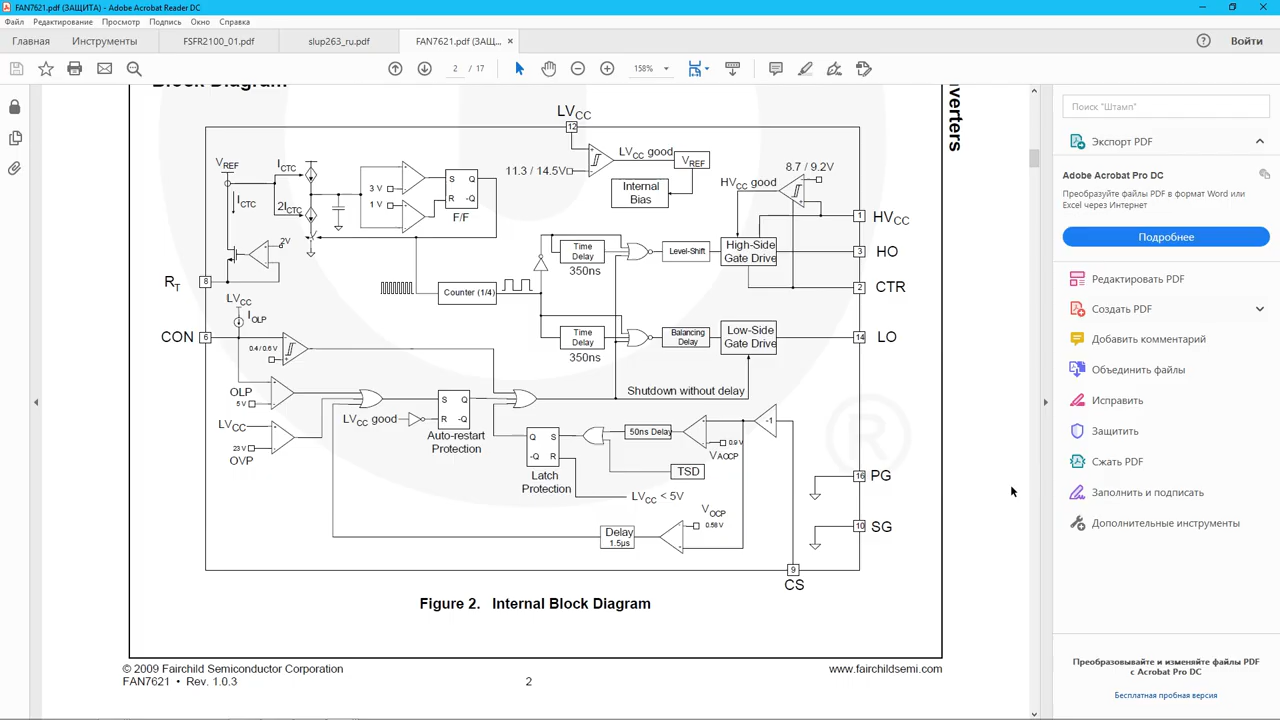 FAN7621.pdf (ЗАЩИТА) - Adobe Acrobat Reader DC
Файл Редактирование Просмотр Подпись Окно Справка
Главная Инструменты FSFR2100_01.pdf slup263_ru.pdf FAN7621.pdf (ЗАЩ... × Войти
2 / 17 158%
Block Diagram
verters
LVCC
12
LVCC good
VREF
11.3 / 14.5V
Internal
Bias
8.7 / 9.2V
HVCC good
VREF
ICTC
ICTC
2ICTC
3 V
1 V
S Q
R -Q
F/F
2V
RT
8
1
HVCC
Time
Delay
350ns
Level-Shift
High-Side
Gate Drive
3
HO
2
CTR
Counter (1/4)
LVCC
IOLP
CON
6
0.4 / 0.6 V
Time
Delay
350ns
Balancing
Delay
Low-Side
Gate Drive
14
LO
Shutdown without delay
OLP
5 V
LVCC
23 V
OVP
LVCC good
S Q
R -Q
Auto-restart
Protection
Q S
-Q R
Latch
Protection
50ns Delay
-1
0.9 V
VAOCP
TSD
LVCC < 5V
VOCP
0.58 V
Delay
1.5µs
16
PG
10
SG
9
CS
Figure 2. Internal Block Diagram
© 2009 Fairchild Semiconductor Corporation www.fairchildsemi.com
FAN7621 • Rev. 1.0.3 2
®
Поиск "Штамп"
Экспорт PDF
Adobe Acrobat Pro DC
Преобразуйте файлы PDF в формат Word или
Excel через Интернет
Подробнее
Редактировать PDF
Создать PDF
Добавить комментарий
Объединить файлы
Исправить
Защитить
Сжать PDF
Заполнить и подписать
Дополнительные инструменты
Преобразовывайте и изменяйте файлы PDF
с Acrobat Pro DC
Бесплатная пробная версия